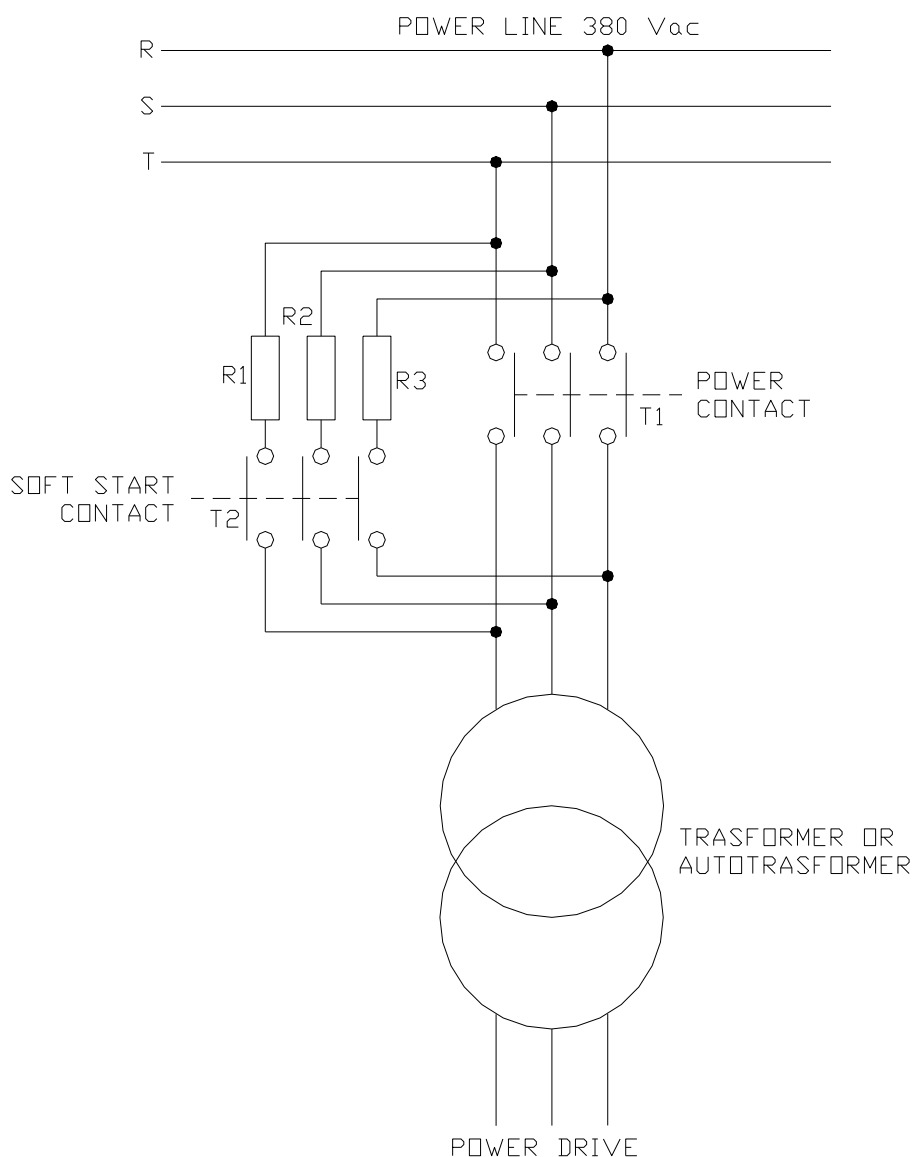 POWER LINE 380 Vac
R
S
T
R2
R1
R3
POWER
CONTACT
T1
SOFT START
CONTACT
T2
TRASFORMER OR
AUTOTRASFORMER
POWER DRIVE